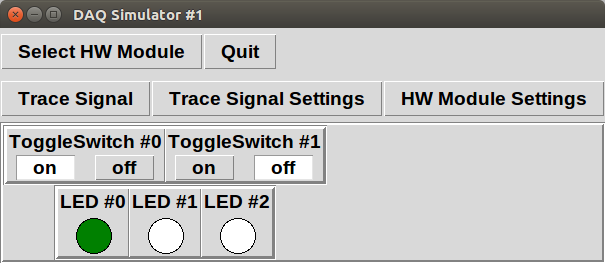 DAQ Simulator #1
Select HW Module Quit
Trace Signal Trace Signal Settings HW Module Settings
ToggleSwitch #0 ToggleSwitch #1
on off on off
LED #0 LED #1 LED #2